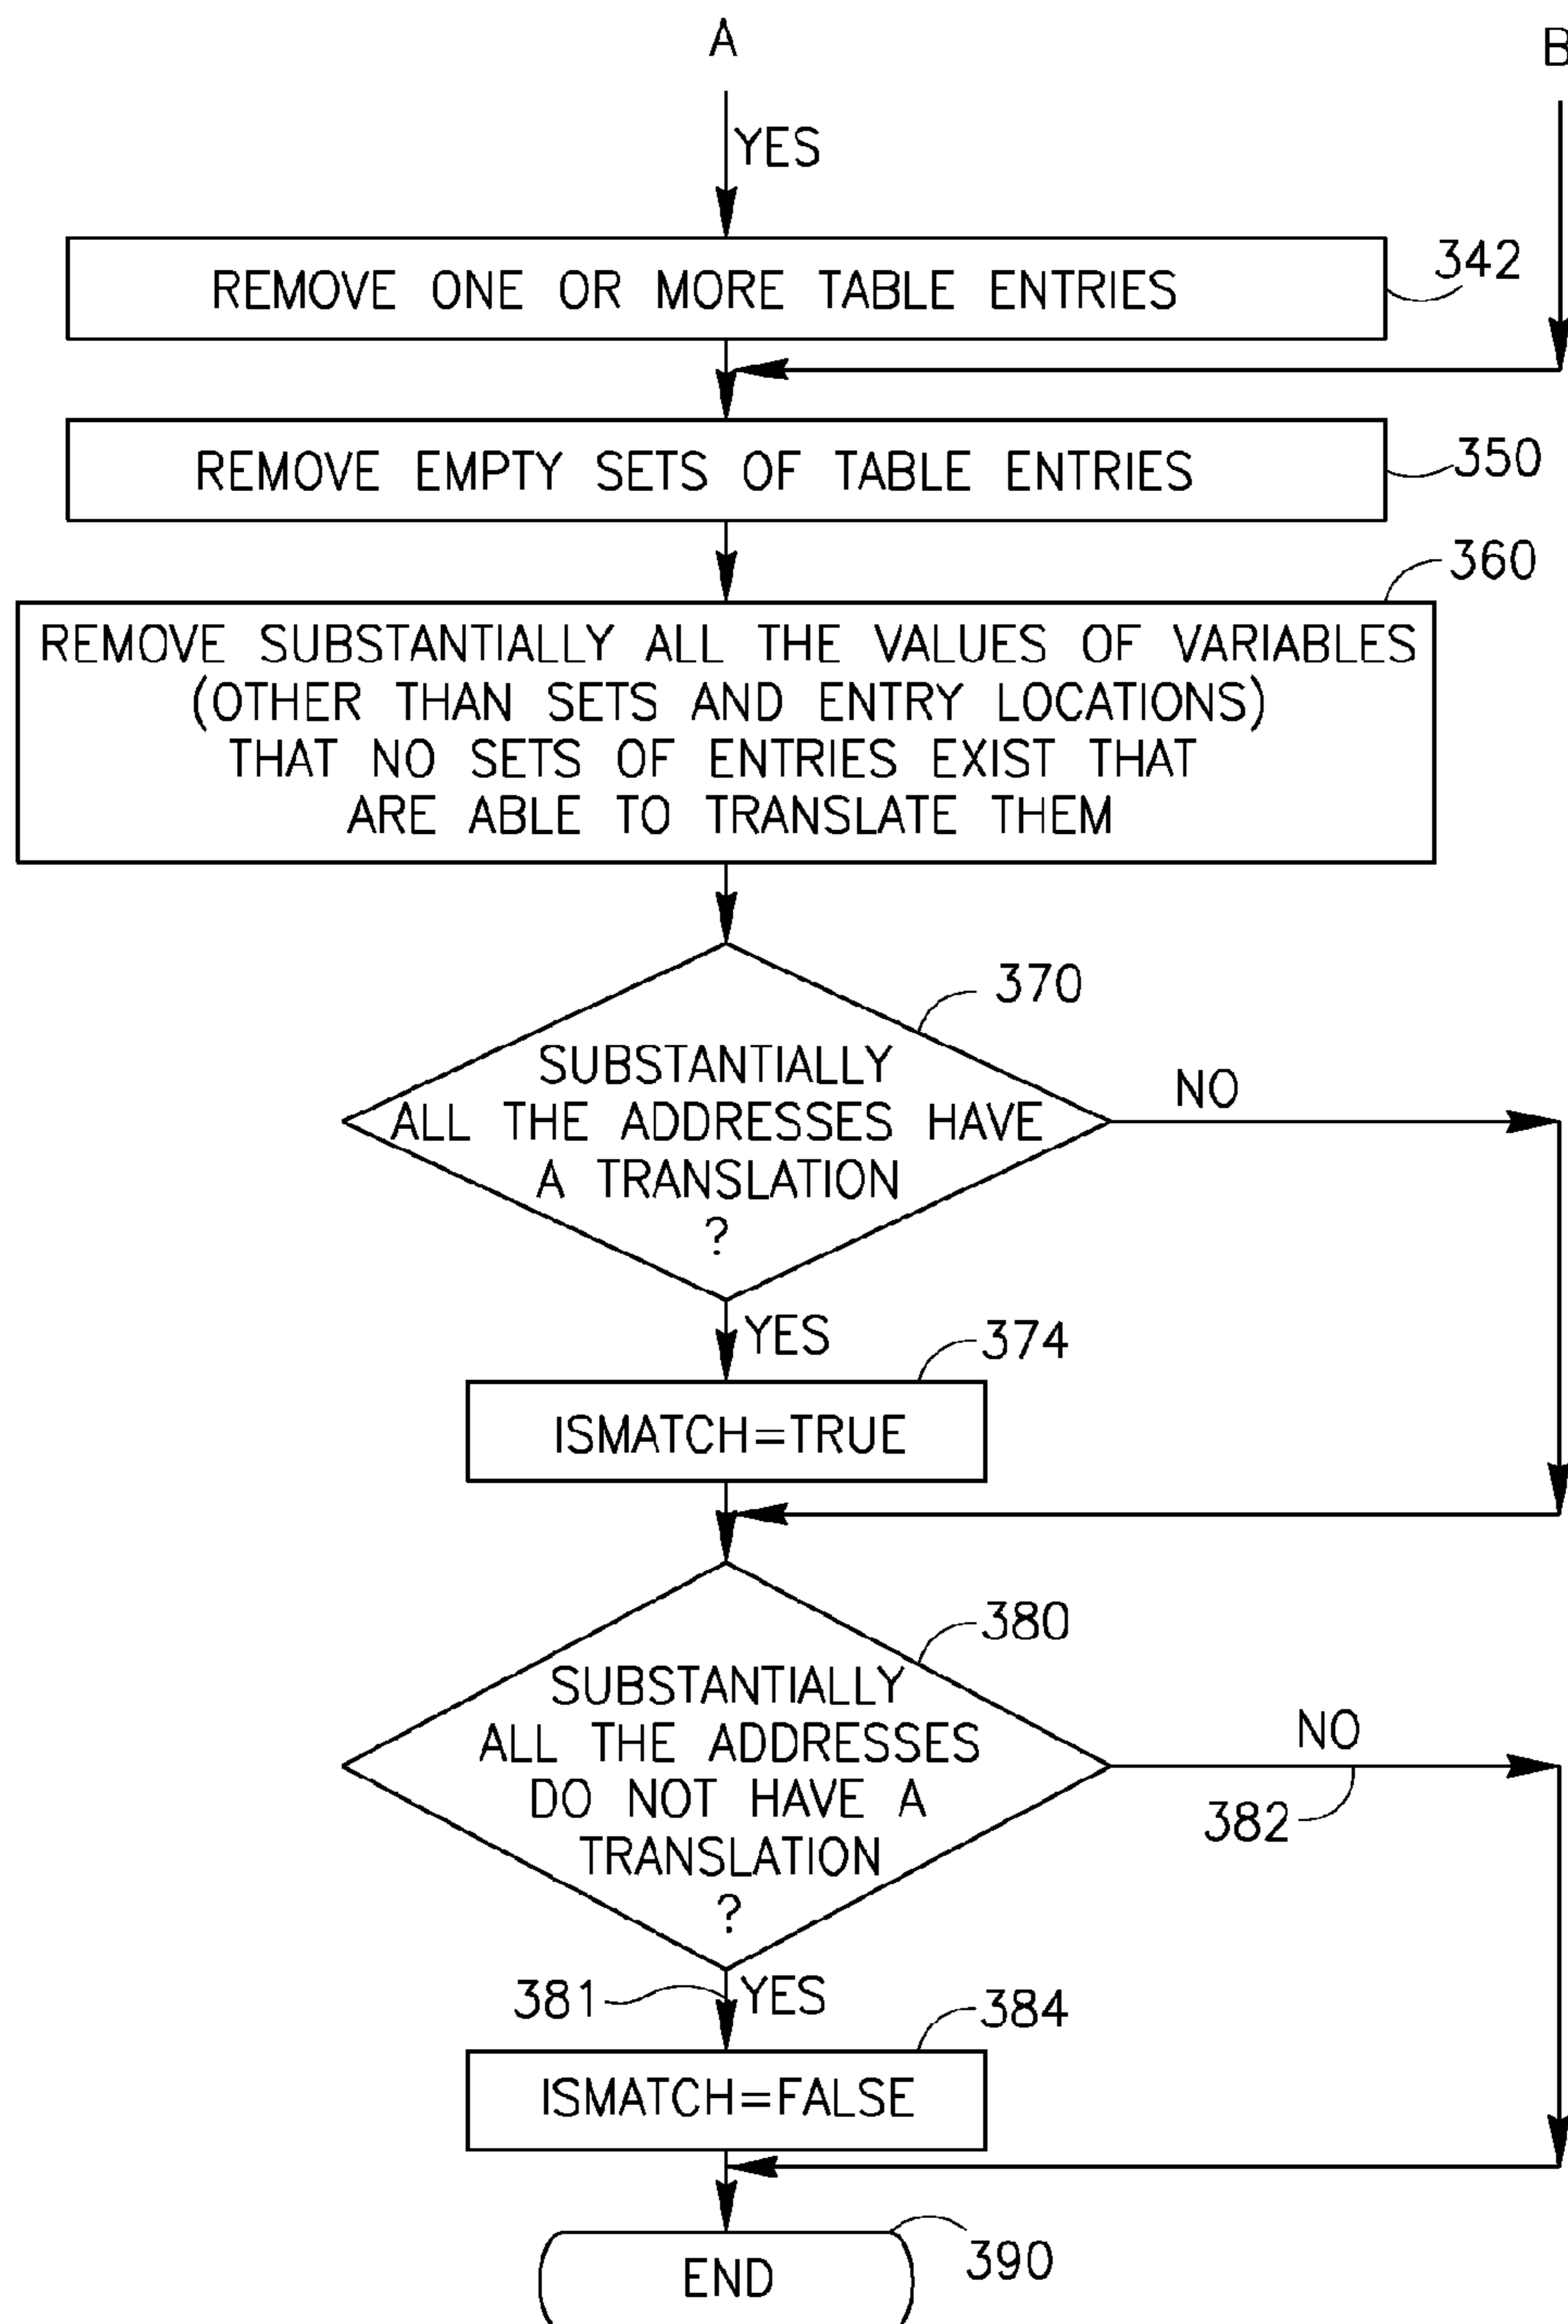 A
B
YES
REMOVE ONE OR MORE TABLE ENTRIES
342
REMOVE EMPTY SETS OF TABLE ENTRIES
350
360
REMOVE SUBSTANTIALLY ALL THE VALUES OF VARIABLES
(OTHER THAN SETS AND ENTRY LOCATIONS)
THAT NO SETS OF ENTRIES EXIST THAT
ARE ABLE TO TRANSLATE THEM
370
SUBSTANTIALLY
ALL THE ADDRESSES HAVE
A TRANSLATION
?
NO
YES
374
ISMATCH=TRUE
380
SUBSTANTIALLY
ALL THE ADDRESSES
DO NOT HAVE A
TRANSLATION
?
NO
382
381
YES
384
ISMATCH=FALSE
390
END